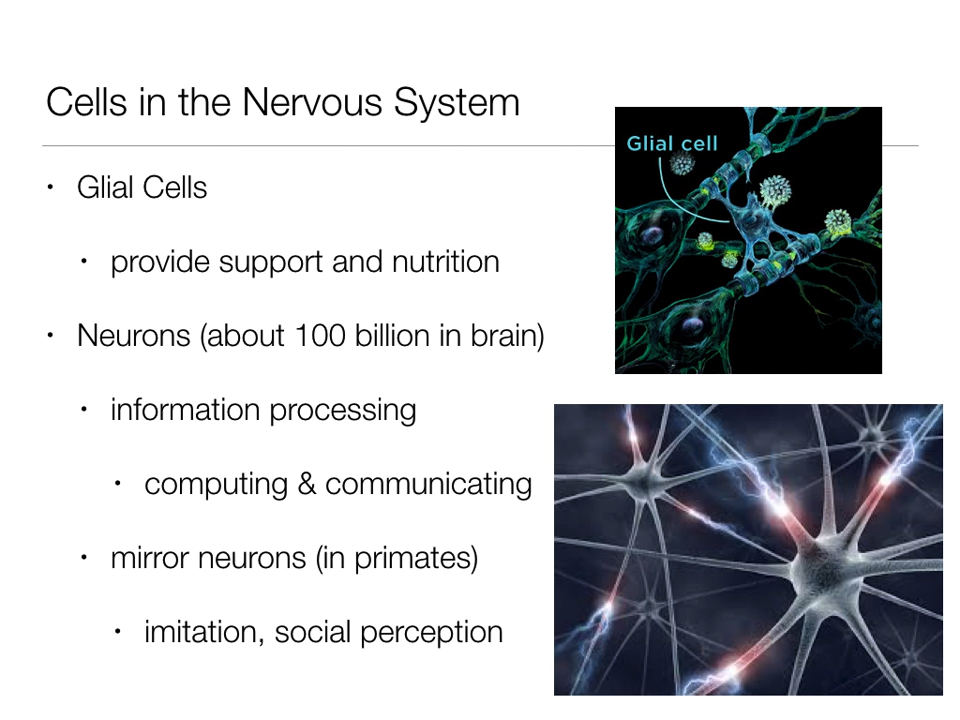 Cells in the Nervous System
Glial cell
• Glial Cells
• provide support and nutrition
• Neurons (about 100 billion in brain)
• information processing
• computing & communicating
• mirror neurons (in primates)
• imitation, social perception